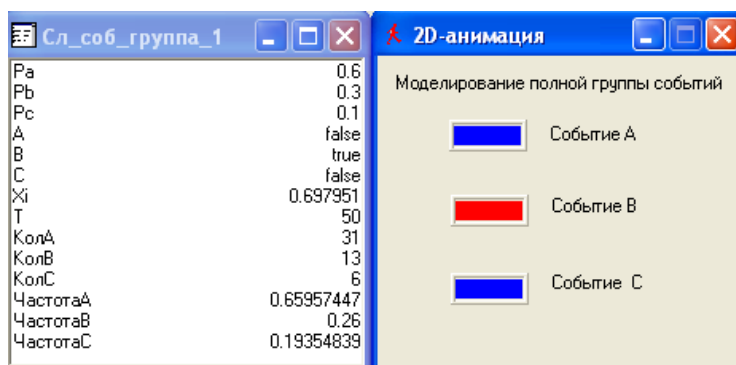 Сл_соб_группа_1
Pa 0.6
Pb 0.3
Pc 0.1
A false
B true
C false
Xi 0.697951
T 50
КолА 31
КолВ 13
КолС 6
ЧастотаА 0.65957447
ЧастотаВ 0.26
ЧастотаС 0.19354839
2D-анимация
Моделирование полной группы событий
Событие А
Событие В
Событие С